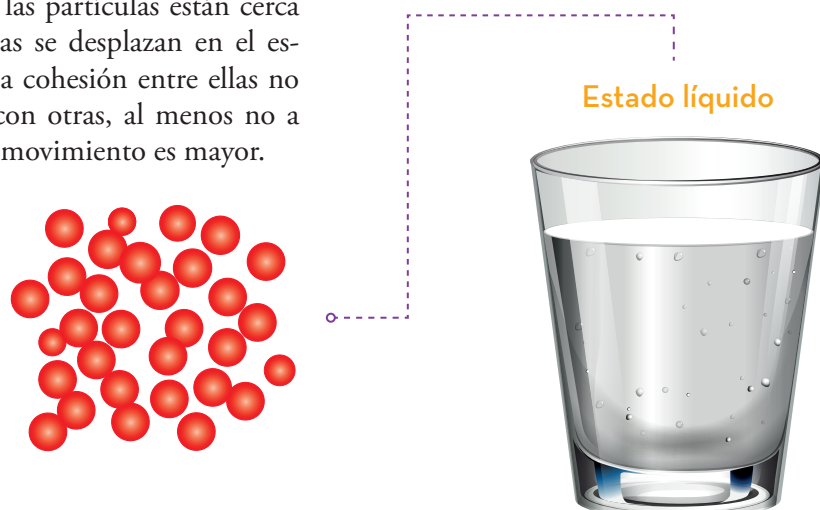 las partículas están cerca
as se desplazan en el es-
a cohesión entre ellas no
con otras, al menos no a
movimiento es mayor.
Estado líquido